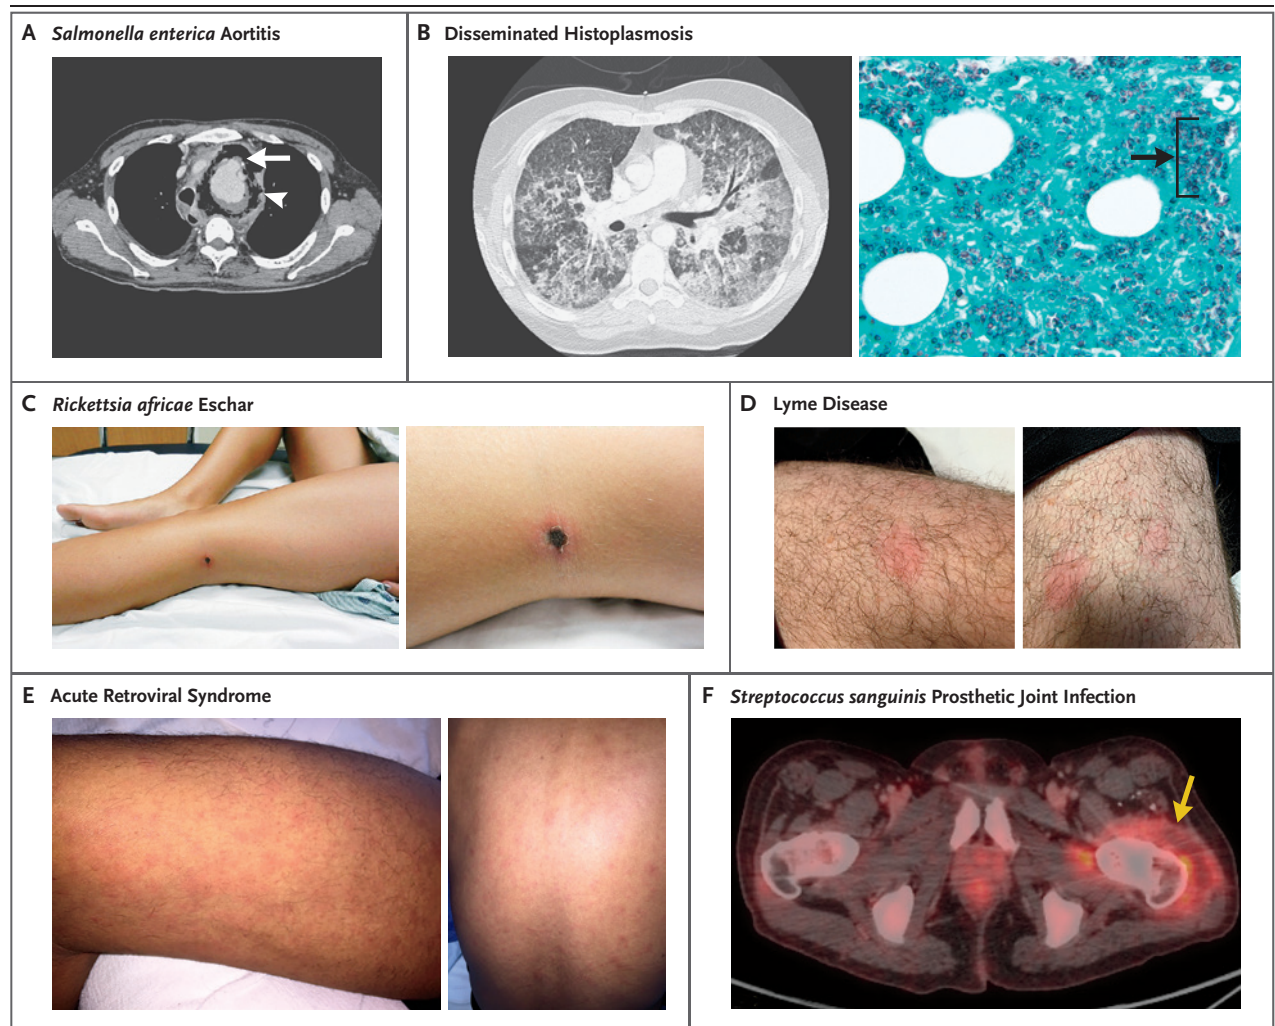 A Salmonella enterica Aortitis
B Disseminated Histoplasmosis
C Rickettsia africae Eschar
D Lyme Disease
E Acute Retroviral Syndrome
F Streptococcus sanguinis Prosthetic Joint Infection